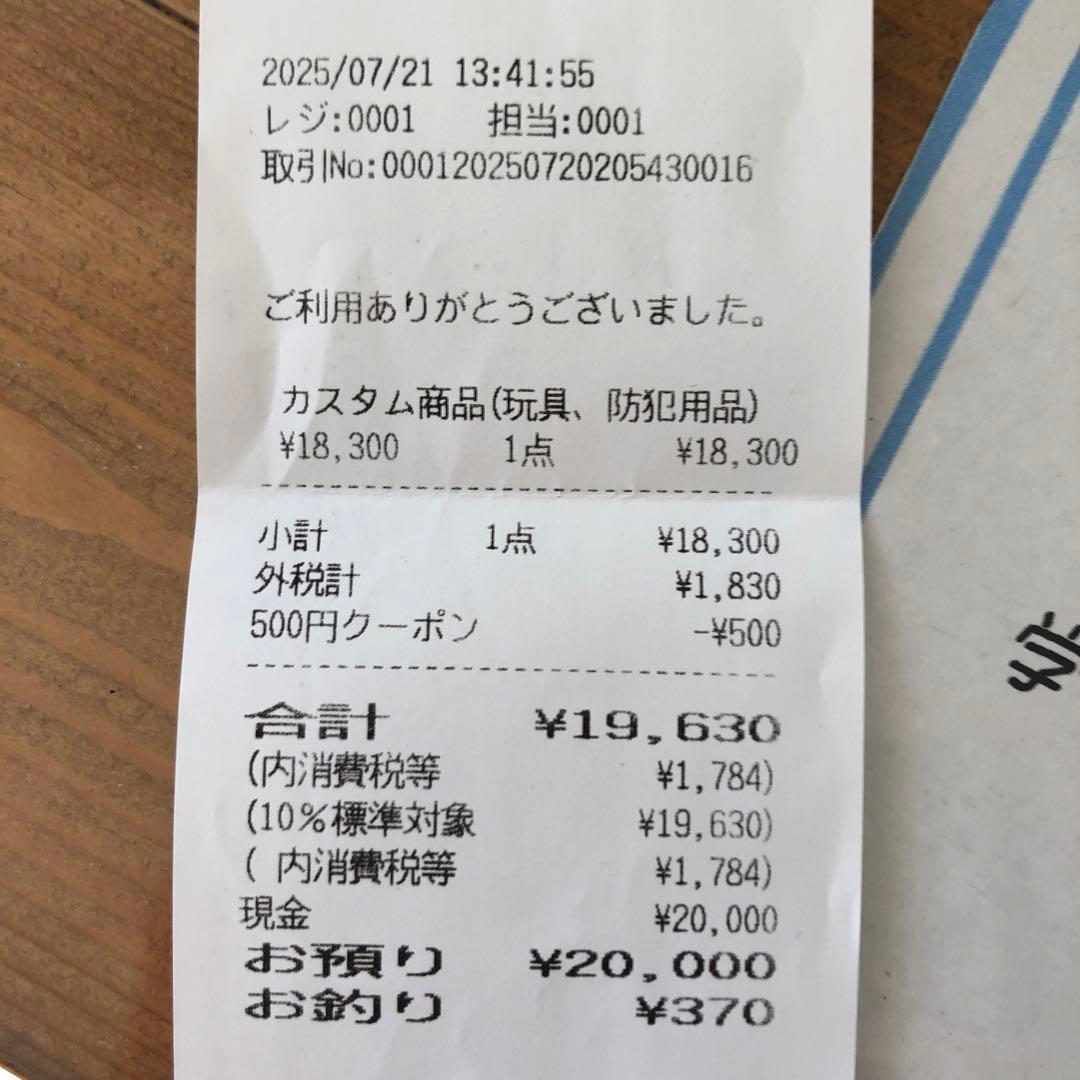 2025/07/21 13:41:55
レジ:0001 担当:0001
取引No:00012025072020543​0016
ご利用ありがとうございました。
カスタム商品(玩具、防犯用品)
¥18,300 1点 ¥18,300
小計 1点 ¥18,300
外税計 ¥1,830
500円クーポン -¥500
合計 ¥19,630
(内消費税等 ¥1,784)
(10%標準対象 ¥19,630)
( 内消費税等 ¥1,784)
現金 ¥20,000
お預り ¥20,000
お釣り ¥370